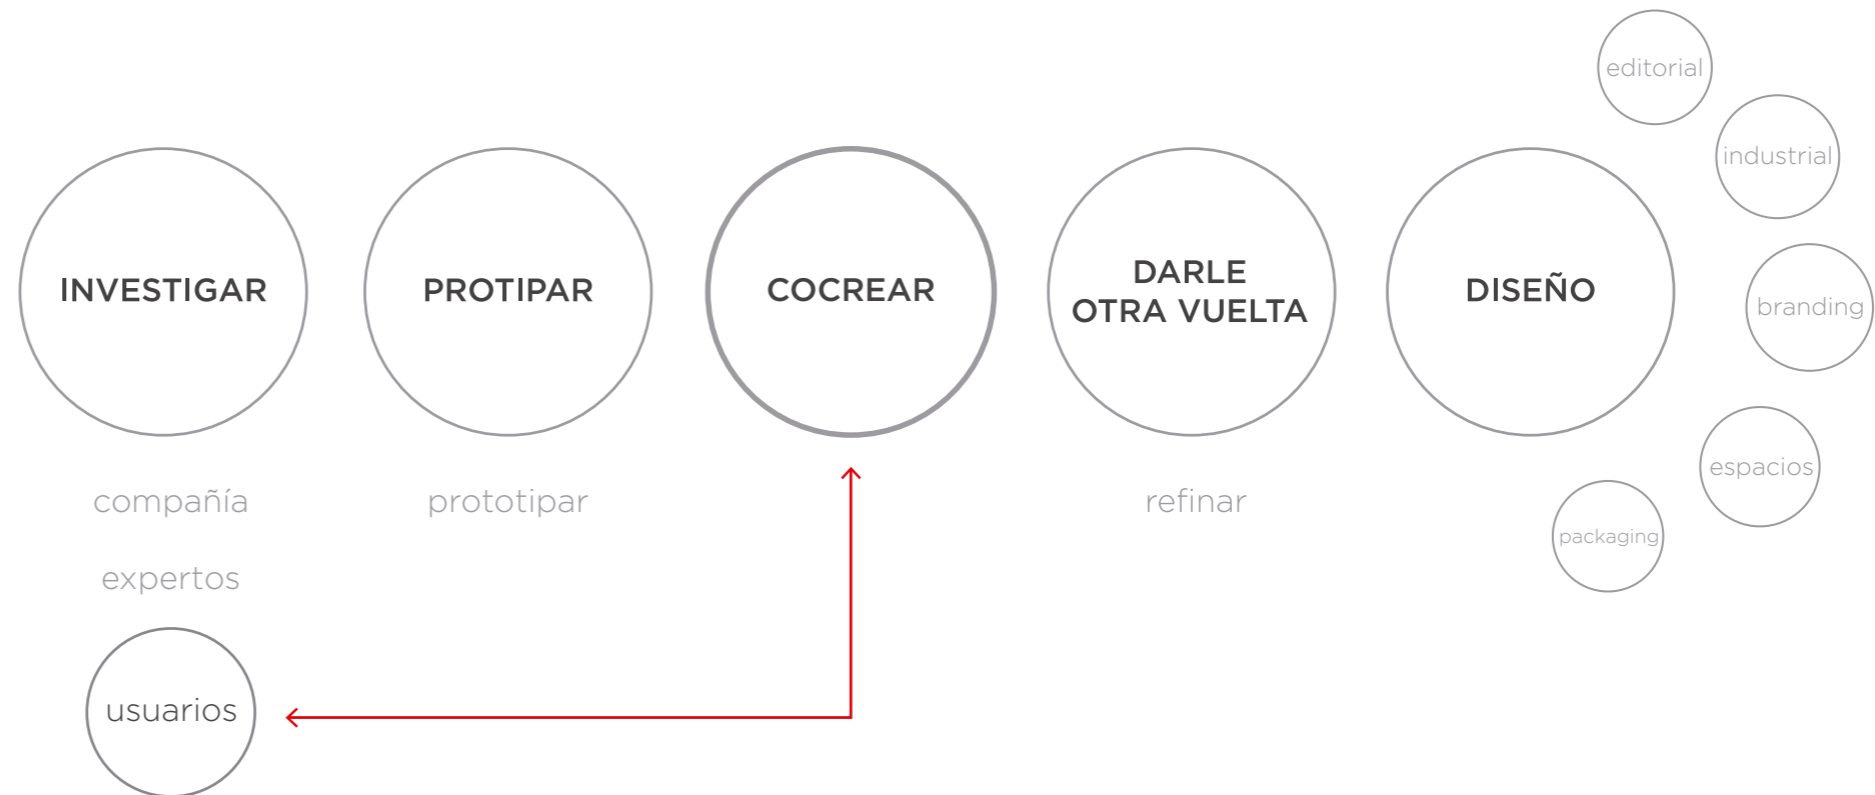 INVESTIGAR
compañía
expertos
usuarios
PROTIPAR
prototipar
COCREAR
DARLE
OTRA VUELTA
refinar
DISEÑO
editorial
industrial
branding
espacios
packaging